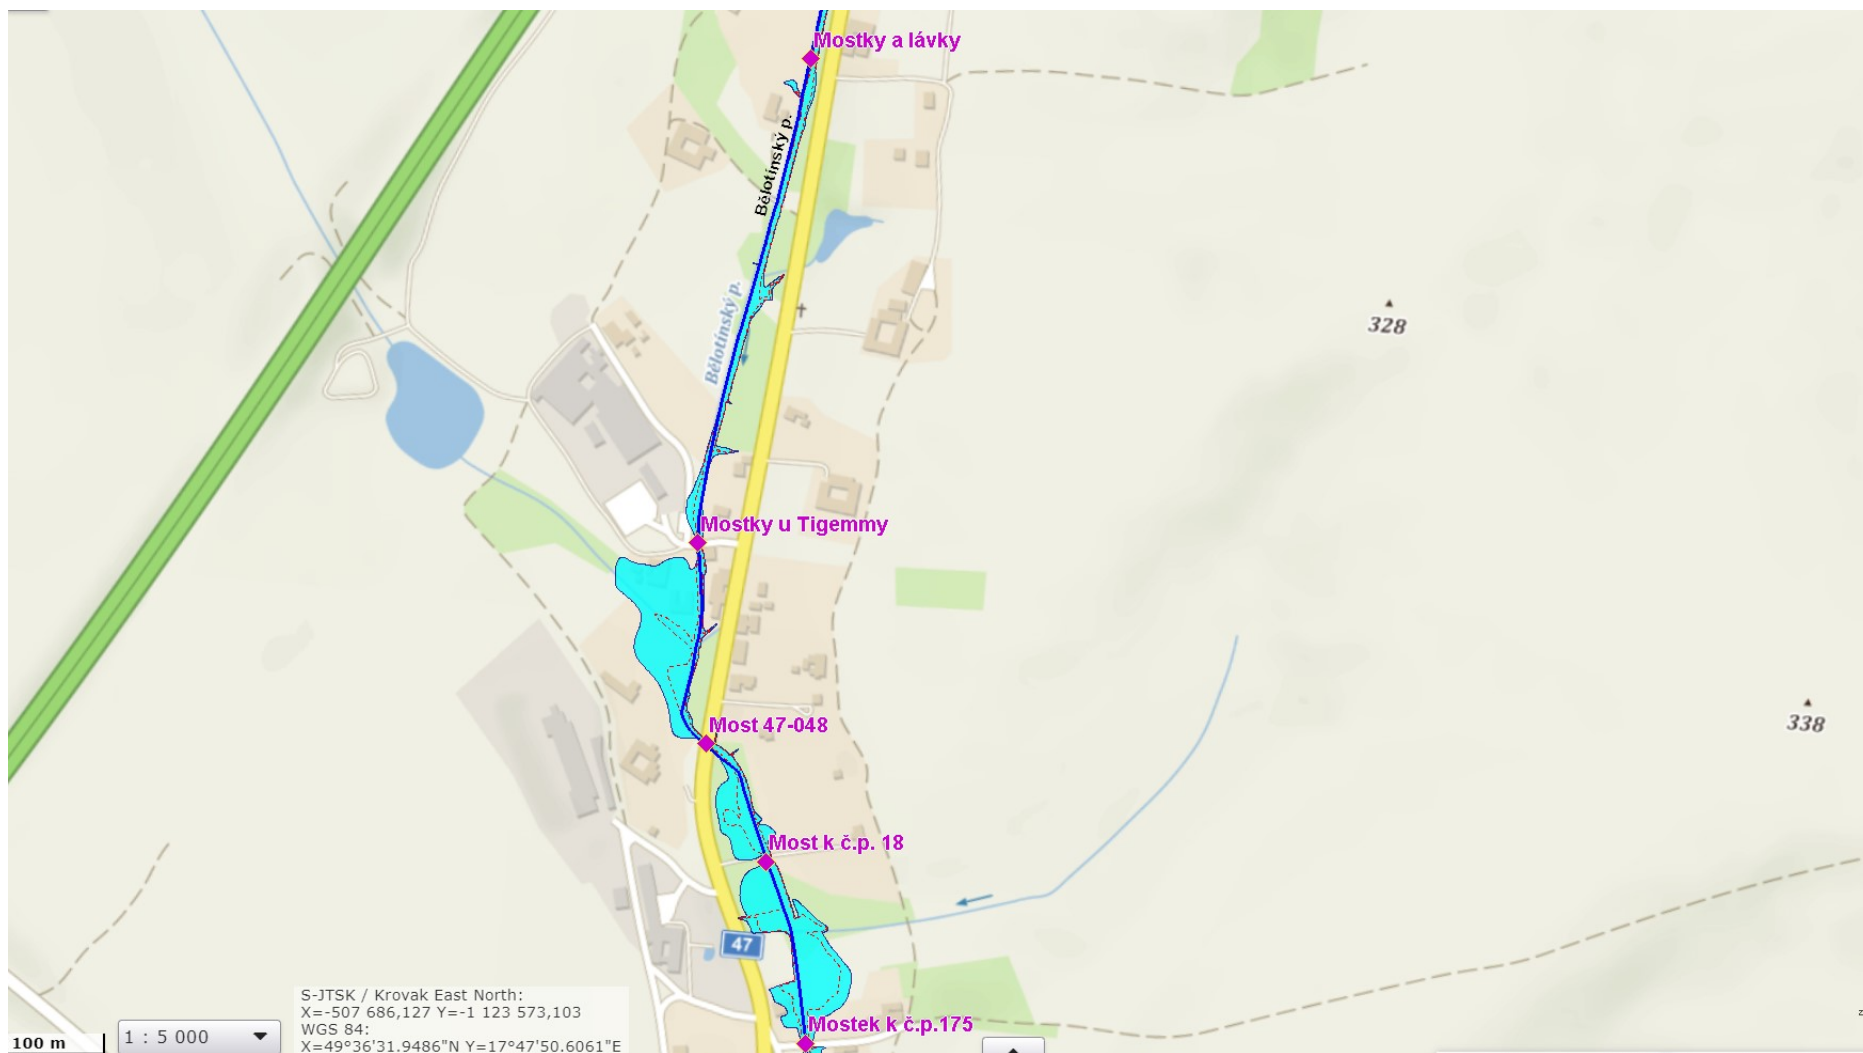 Mostky a lávky
Bělotínský p.
Bělotínský p.
328
Mostky u Tigemmy
338
Most 47-048
Most k č.p. 18
47
S-JTSK / Krovak East North:
X=-507 686,127 Y=-1 123 573,103
WGS 84:
X=49°36'31.9486"N Y=17°47'50.6061"E
Mostek k č.p.175
100 m
1 : 5 000